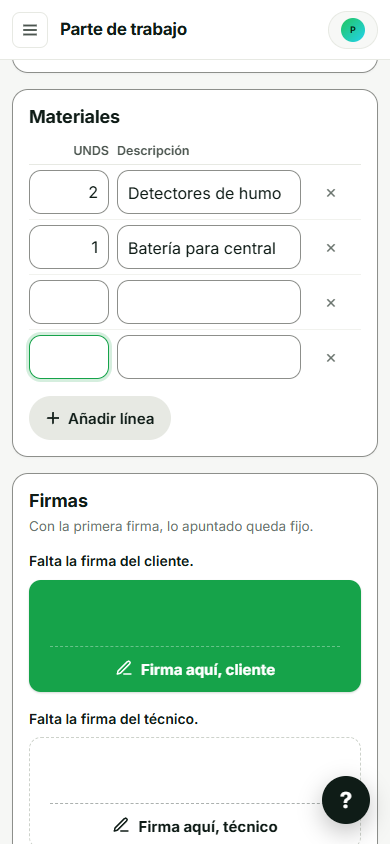 Parte de trabajo
P
Materiales
UNDS Descripción
2 Detectores de humo ×
1 Batería para central ×
×
×
+ Añadir línea
Firmas
Con la primera firma, lo apuntado queda fijo.
Falta la firma del cliente.
Firma aquí, cliente
Falta la firma del técnico.
Firma aquí, técnico
?